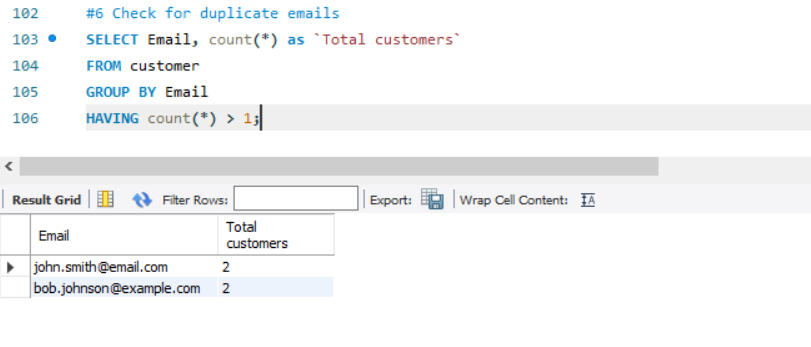 102 #6 Check for duplicate emails
103 SELECT Email, count(*) as `Total customers`
104 FROM customer
105 GROUP BY Email
106 HAVING count(*) > 1;
Result Grid Filter Rows: Export: Wrap Cell Content: IA
Email Total customers
john.smith@email.com 2
bob.johnson@example.com 2